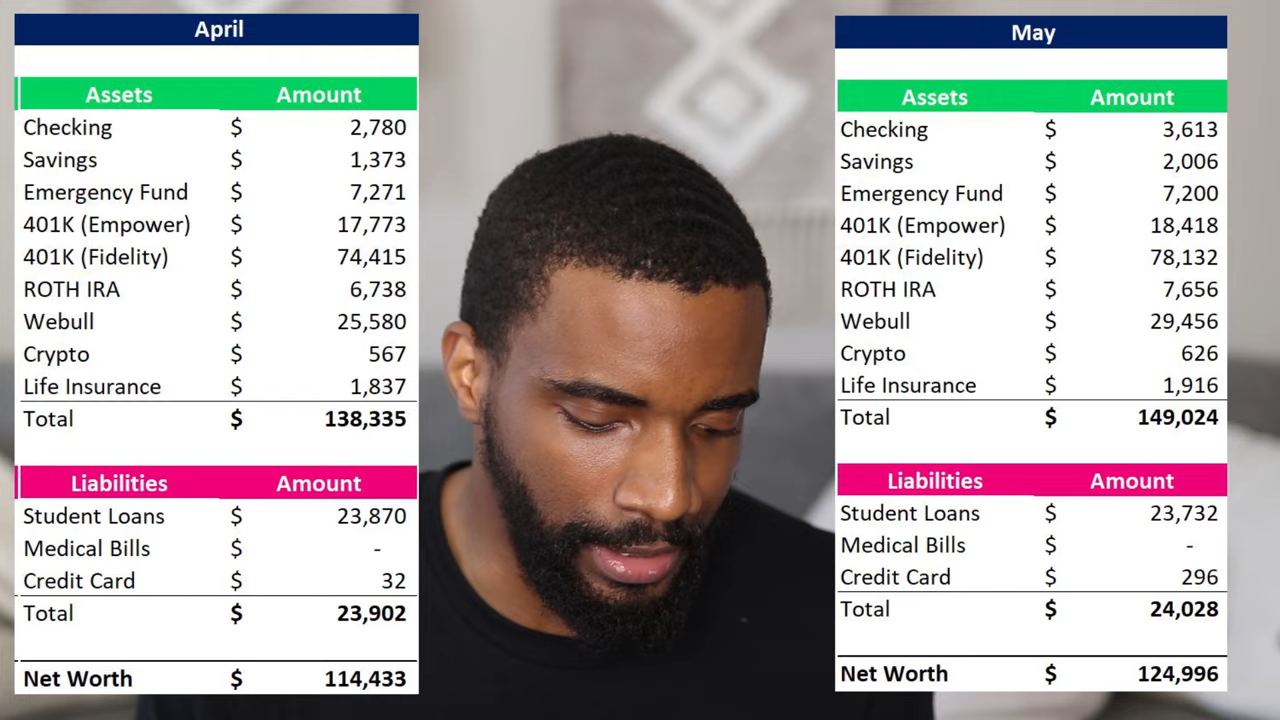 April
Assets Amount
Checking $ 2,780
Savings $ 1,373
Emergency Fund $ 7,271
401K (Empower) $ 17,773
401K (Fidelity) $ 74,415
ROTH IRA $ 6,738
Webull $ 25,580
Crypto $ 567
Life Insurance $ 1,837
Total $ 138,335
Liabilities Amount
Student Loans $ 23,870
Medical Bills $ -
Credit Card $ 32
Total $ 23,902
Net Worth $ 114,433
May
Assets Amount
Checking $ 3,613
Savings $ 2,006
Emergency Fund $ 7,200
401K (Empower) $ 18,418
401K (Fidelity) $ 78,132
ROTH IRA $ 7,656
Webull $ 29,456
Crypto $ 626
Life Insurance $ 1,916
Total $ 149,024
Liabilities Amount
Student Loans $ 23,732
Medical Bills $ -
Credit Card $ 296
Total $ 24,028
Net Worth $ 124,996